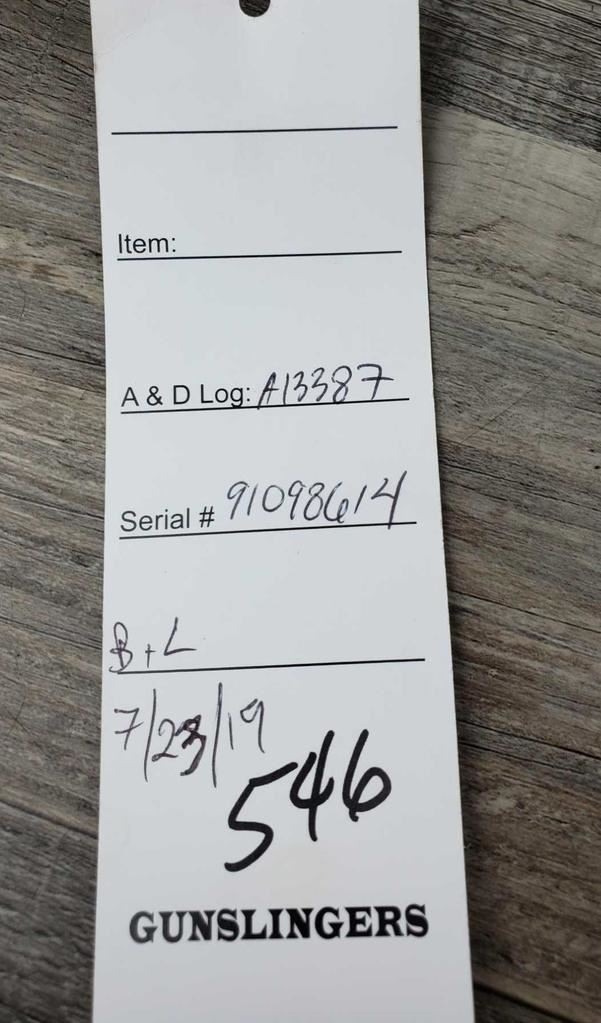 Item:
A & D Log: A13387
Serial # 91098614
B+L
7/23/19
546
GUNSLINGERS